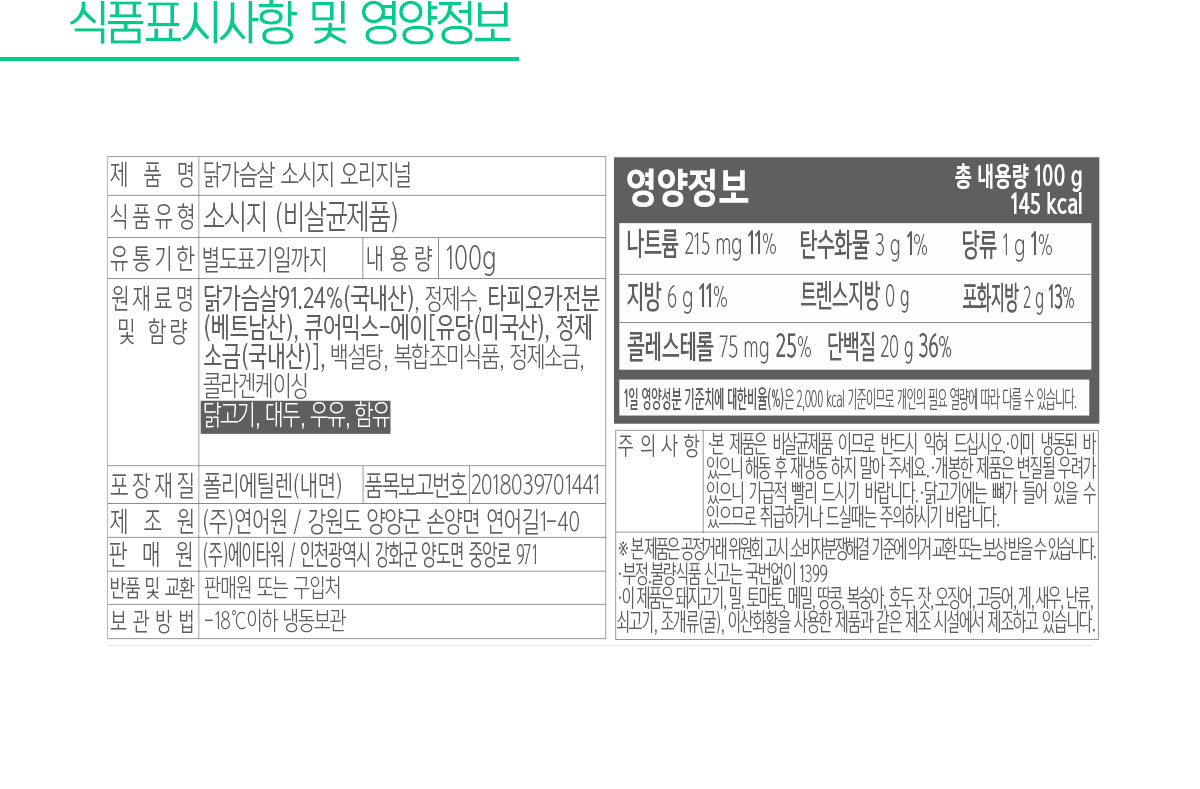 식품표시사항 및 영양정보
제 품 명 닭가슴살 소시지 오리지널
식품유형 소시지 (비살균제품)
유통기한 별도표기일까지 내 용 량 100g
원재료명 및 함량
닭가슴살91.24%(국내산), 정제수, 타피오카전분
(베트남산), 큐어믹스-에이[유당(미국산), 정제
소금(국내산)], 백설탕, 복합조미식품, 정제소금,
콜라겐케이싱
닭고기, 대두, 우유, 함유
포장재질 폴리에틸렌(내면) 품목보고번호 2018039701441
제 조 원 (주)연어원 / 강원도 양양군 손양면 연어길1-40
판 매 원 (주)에이타워 / 인천광역시 강화군 양도면 중앙로 971
반품 및 교환 판매원 또는 구입처
보관방법 -18℃이하 냉동보관
영양정보
총 내용량 100 g
145 kcal
나트륨 215 mg 11% 탄수화물 3 g 1% 당류 1 g 1%
지방 6 g 11% 트랜스지방 0 g 포화지방 2 g 13%
콜레스테롤 75 mg 25% 단백질 20 g 36%
1일 영양성분 기준치에 대한비율(%)은 2,000 kcal 기준이므로 개인의 필요 열량에 따라 다를 수 있습니다.
주 의 사 항
·본 제품은 비살균제품 이므로 반드시 익혀 드십시오.·이미 냉동된 바
있으니 해동 후 재냉동 하지 말아 주세요.·개봉한 제품은 변질될 우려가
있으니 가급적 빨리 드시기 바랍니다.·닭고기에는 뼈가 들어 있을 수
있으므로 취급하거나 드실때는 주의하시기 바랍니다.
※ 본 제품은 공정거래 위원회 고시 소비자분쟁해결 기준에 의거 교환 또는 보상 받을 수 있습니다.
·부정.불량식품 신고는 국번없이 1399
·이 제품은 돼지고기, 밀, 토마토, 메밀, 땅콩, 복숭아, 호두, 잣, 오징어, 고등어, 게, 새우, 난류,
쇠고기, 조개류(굴), 이산화황을 사용한 제품과 같은 제조 시설에서 제조하고 있습니다.